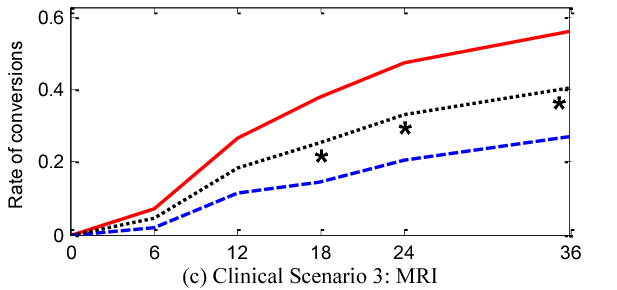 0.6
0.4
0.2
0
Rate of conversions
0 6 12 18 24 36
* * *
(c) Clinical Scenario 3: MRI